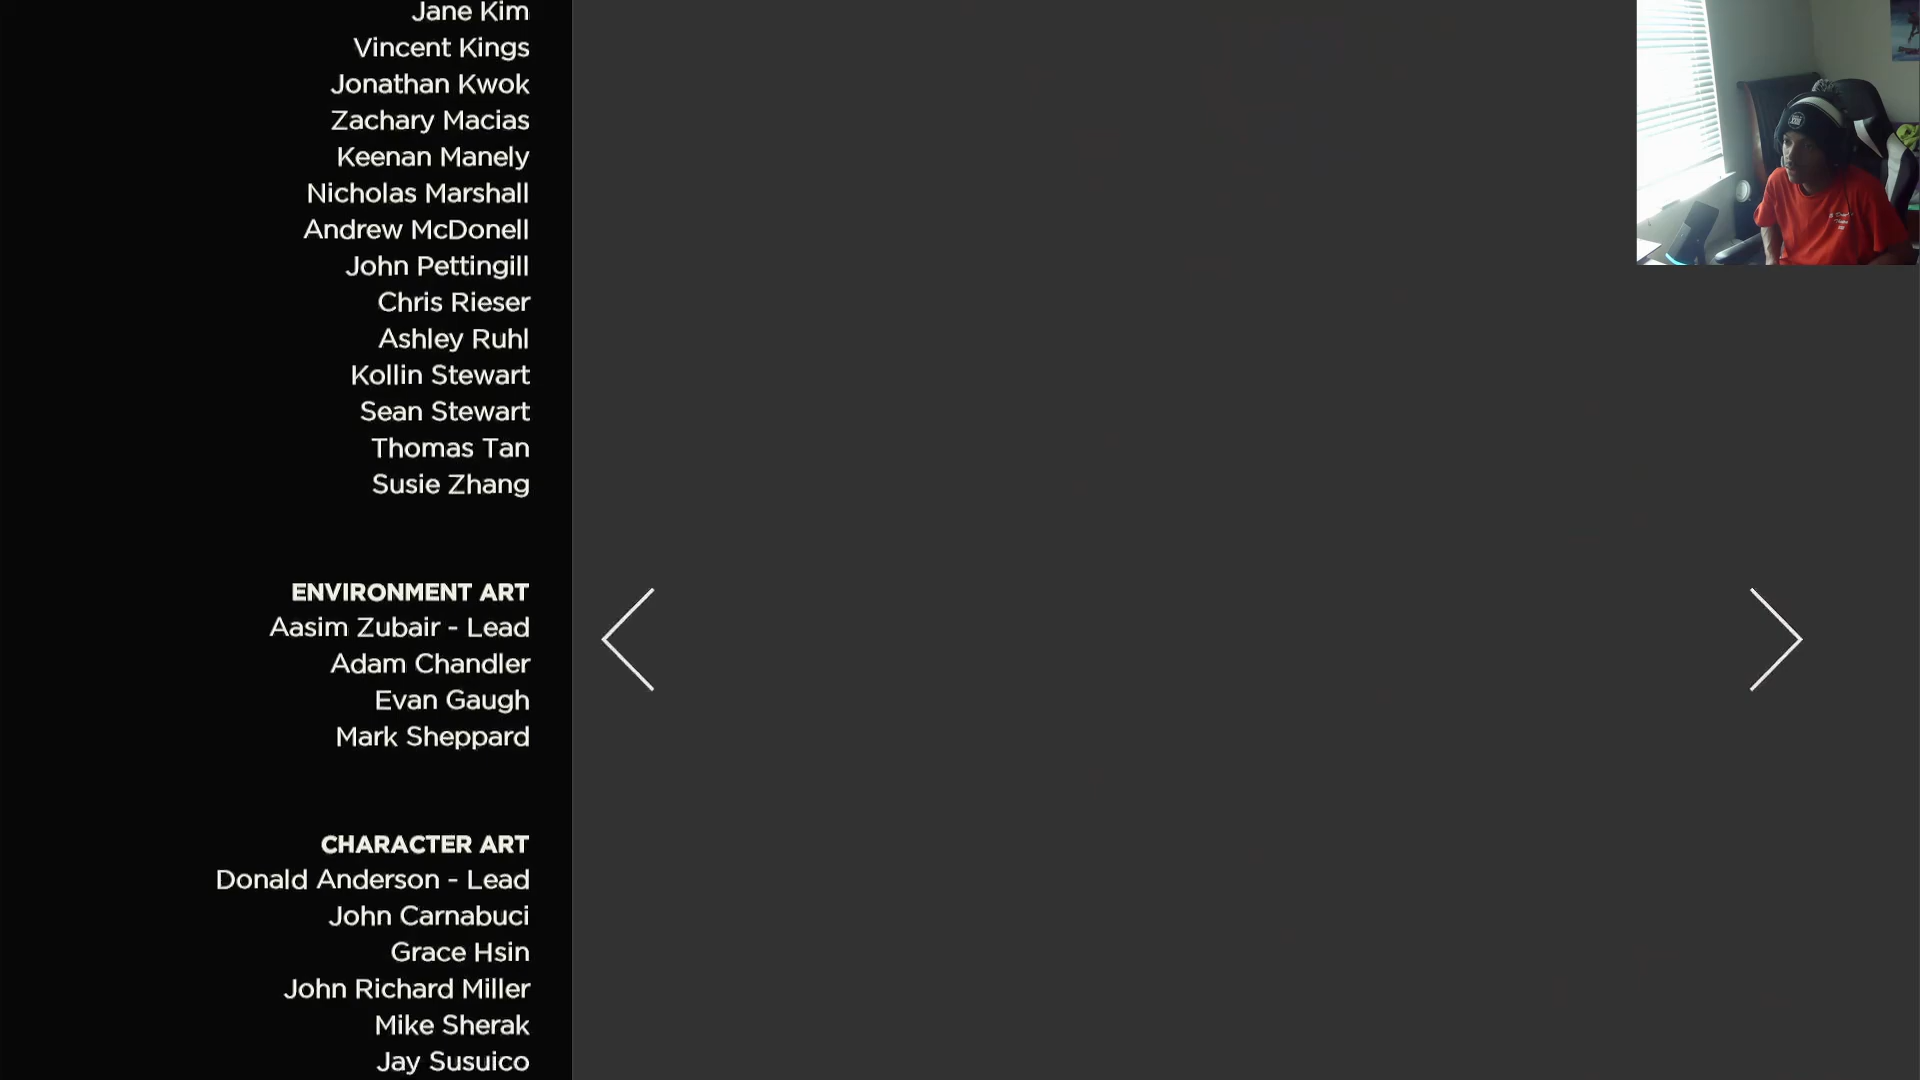 Jane Kim
Vincent Kings
Jonathan Kwok
Zachary Macias
Keenan Manely
Nicholas Marshall
Andrew McDonell
John Pettingill
Chris Rieser
Ashley Ruhl
Kollin Stewart
Sean Stewart
Thomas Tan
Susie Zhang
ENVIRONMENT ART
Aasim Zubair - Lead
Adam Chandler
Evan Gaugh
Mark Sheppard
CHARACTER ART
Donald Anderson - Lead
John Carnabuci
Grace Hsin
John Richard Miller
Mike Sherak
Jay Susuico